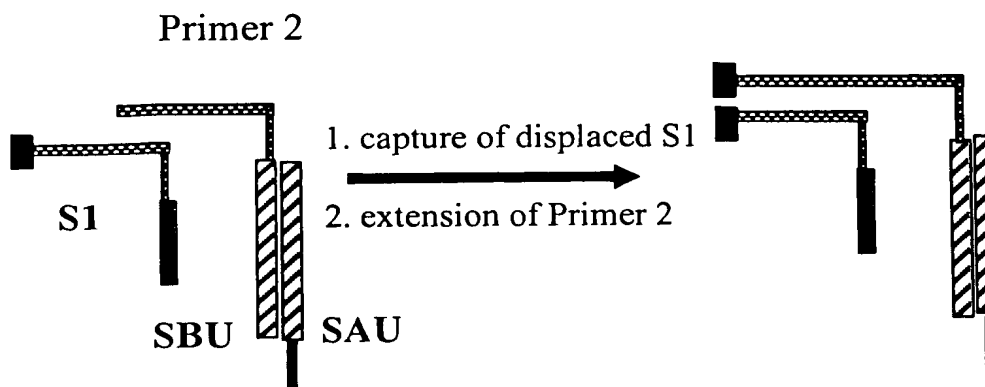 Primer 2
1. capture of displaced S1
2. extension of Primer 2
S1
SBU
SAU